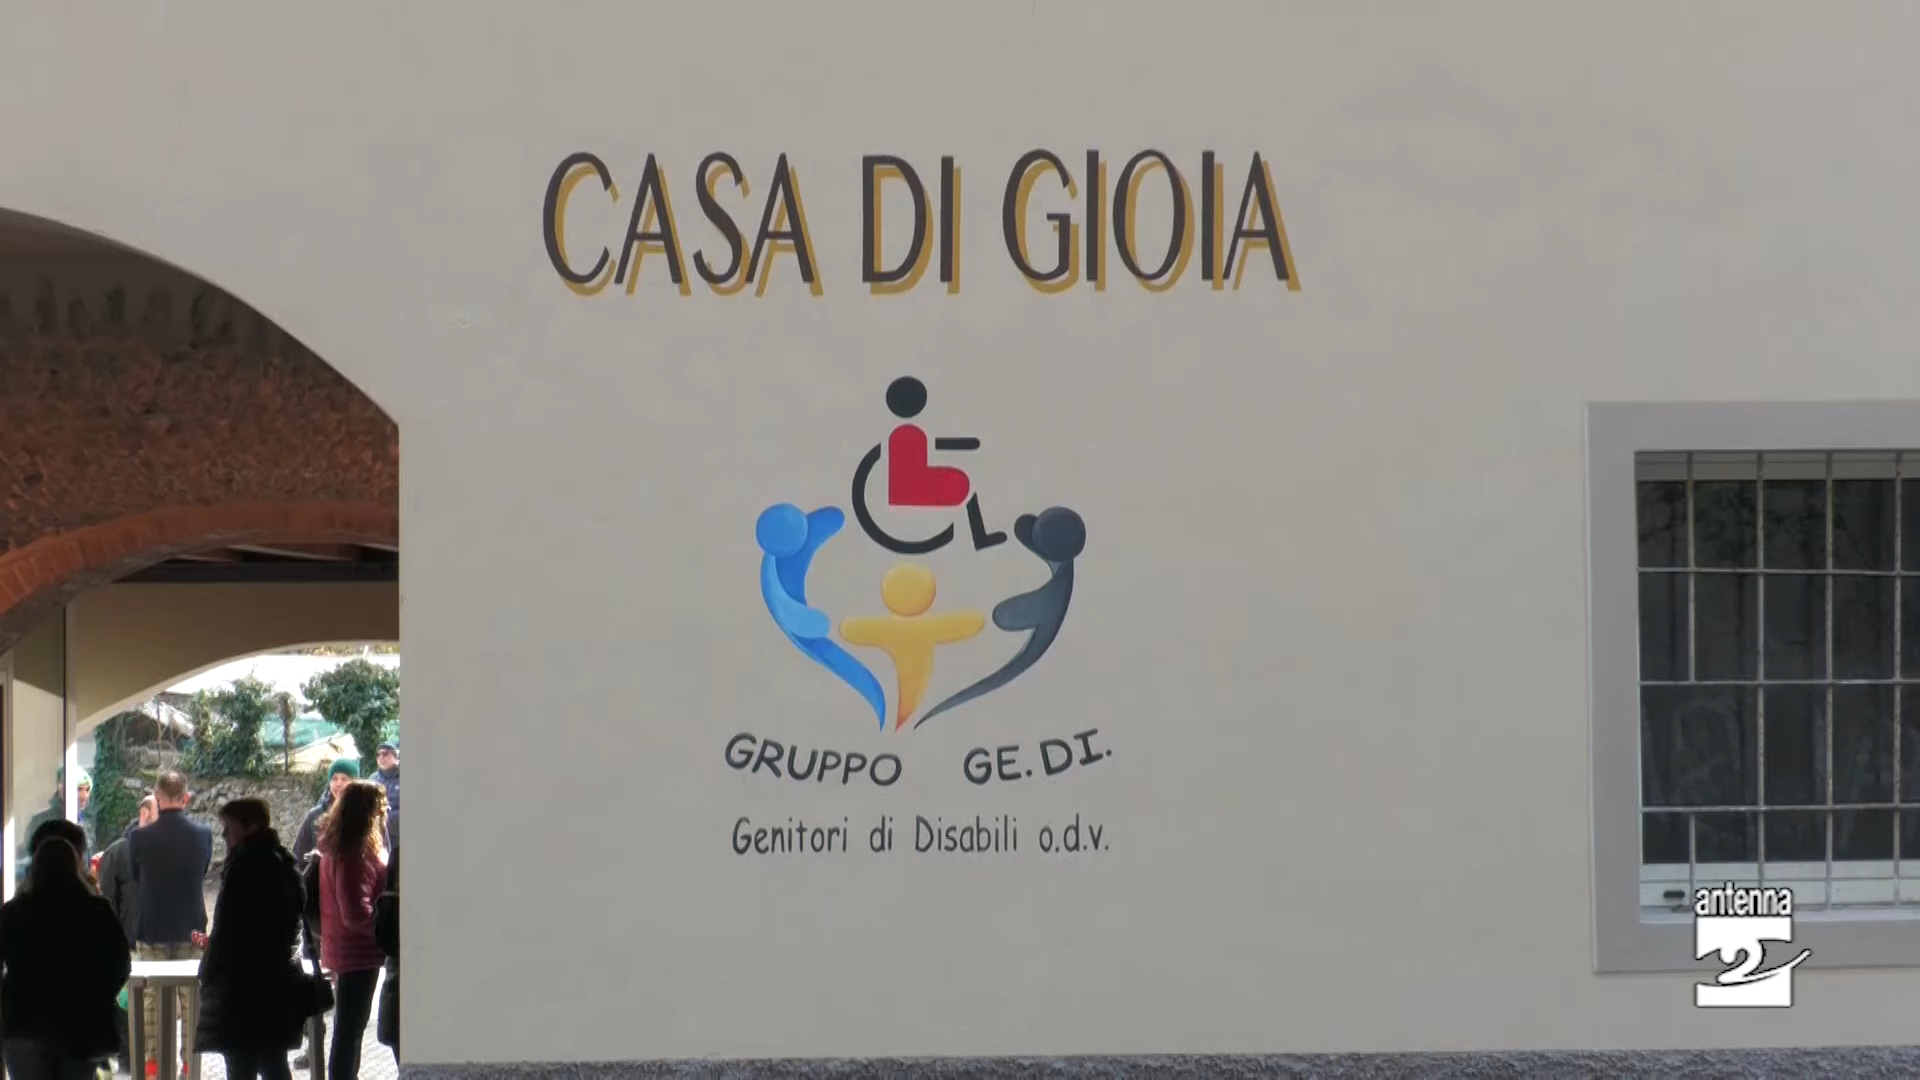 CASA DI GIOIA
GRUPPO GE.DI.
Genitori di Disabili o.d.v.
antenna
2